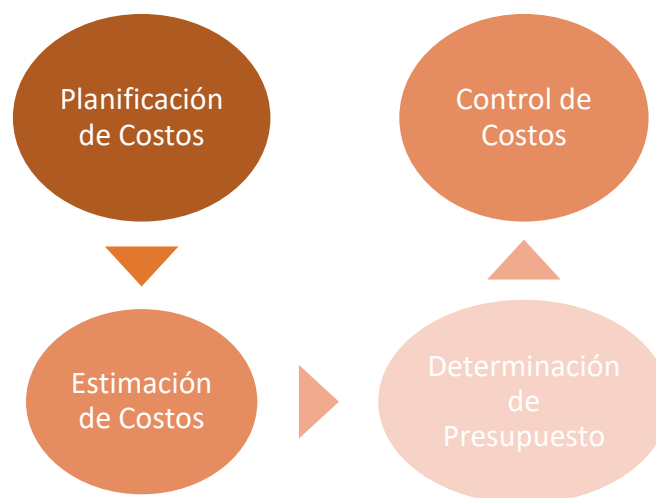 Planificación
de Costos
Estimación
de Costos
Determinación
de
Presupuesto
Control de
Costos